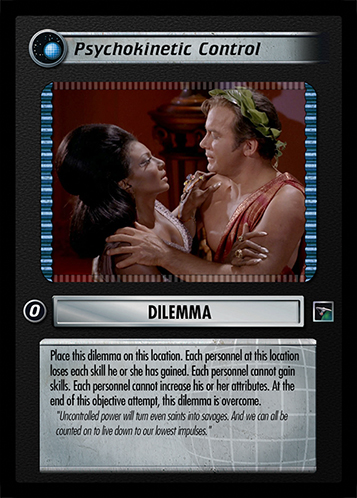 Psychokinetic Control
0
DILEMMA
Place this dilemma on this location. Each personnel at this location
loses each skill he or she has gained. Each personnel cannot gain
skills. Each personnel cannot increase his or her attributes. At the
end of this objective attempt, this dilemma is overcome.
"Uncontrolled power will turn even saints into savages. And we can all be
counted on to live down to our lowest impulses."